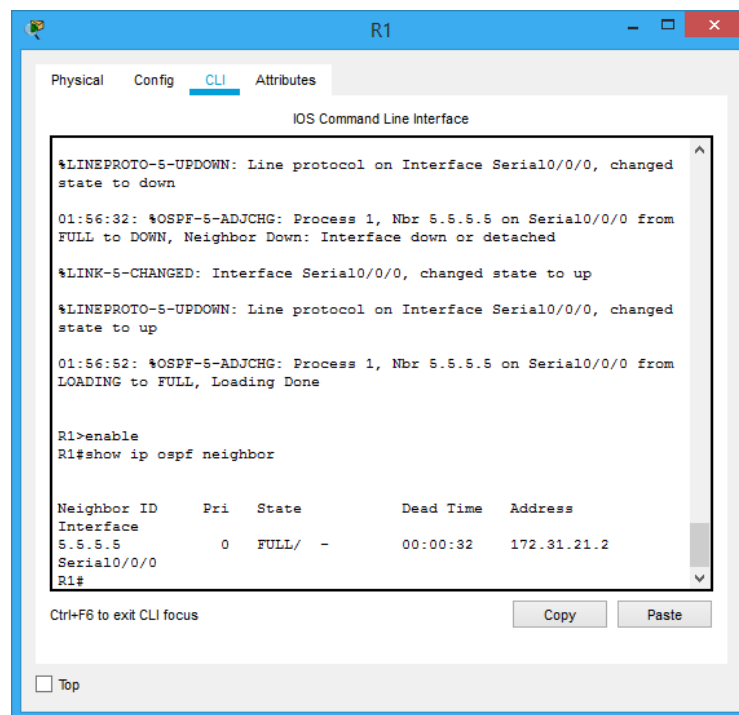 R1
Physical Config CLI Attributes
IOS Command Line Interface
%LINEPROTO-5-UPDOWN: Line protocol on Interface Serial0/0/0, changed
state to down
01:56:32: %OSPF-5-ADJCHG: Process 1, Nbr 5.5.5.5 on Serial0/0/0 from
FULL to DOWN, Neighbor Down: Interface down or detached
%LINK-5-CHANGED: Interface Serial0/0/0, changed state to up
%LINEPROTO-5-UPDOWN: Line protocol on Interface Serial0/0/0, changed
state to up
01:56:52: %OSPF-5-ADJCHG: Process 1, Nbr 5.5.5.5 on Serial0/0/0 from
LOADING to FULL, Loading Done
R1>enable
R1#show ip ospf neighbor
Neighbor ID Pri State Dead Time Address
Interface
5.5.5.5 0 FULL/ - 00:00:32 172.31.21.2
Serial0/0/0
R1#
Ctrl+F6 to exit CLI focus Copy Paste
Top